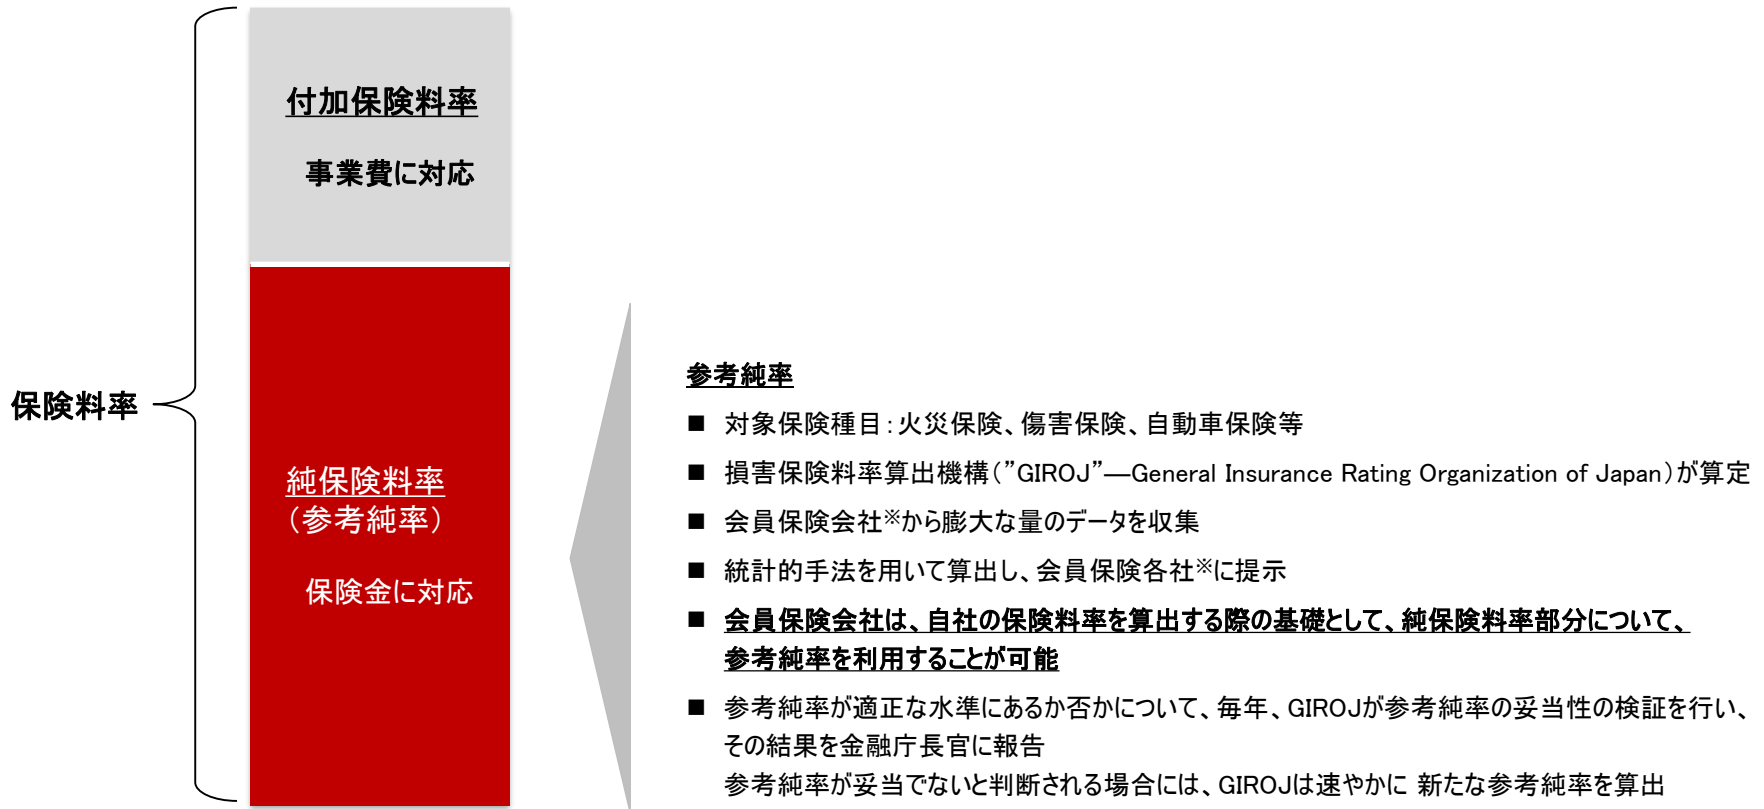 付加保険料率
事業費に対応
保険料率
純保険料率
（参考純率）
保険金に対応
参考純率
■ 対象保険種目：火災保険、傷害保険、自動車保険等
■ 損害保険料率算出機構（”GIROJ”―General Insurance Rating Organization of Japan）が算定
■ 会員保険会社※から膨大な量のデータを収集
■ 統計的手法を用いて算出し、会員保険各社※に提示
■ 会員保険会社は、自社の保険料率を算出する際の基礎として、純保険料率部分について、
参考純率を利用することが可能
■ 参考純率が適正な水準にあるか否かについて、毎年、GIROJが参考純率の妥当性の検証を行い、
その結果を金融庁長官に報告
参考純率が妥当でないと判断される場合には、GIROJは速やかに 新たな参考純率を算出